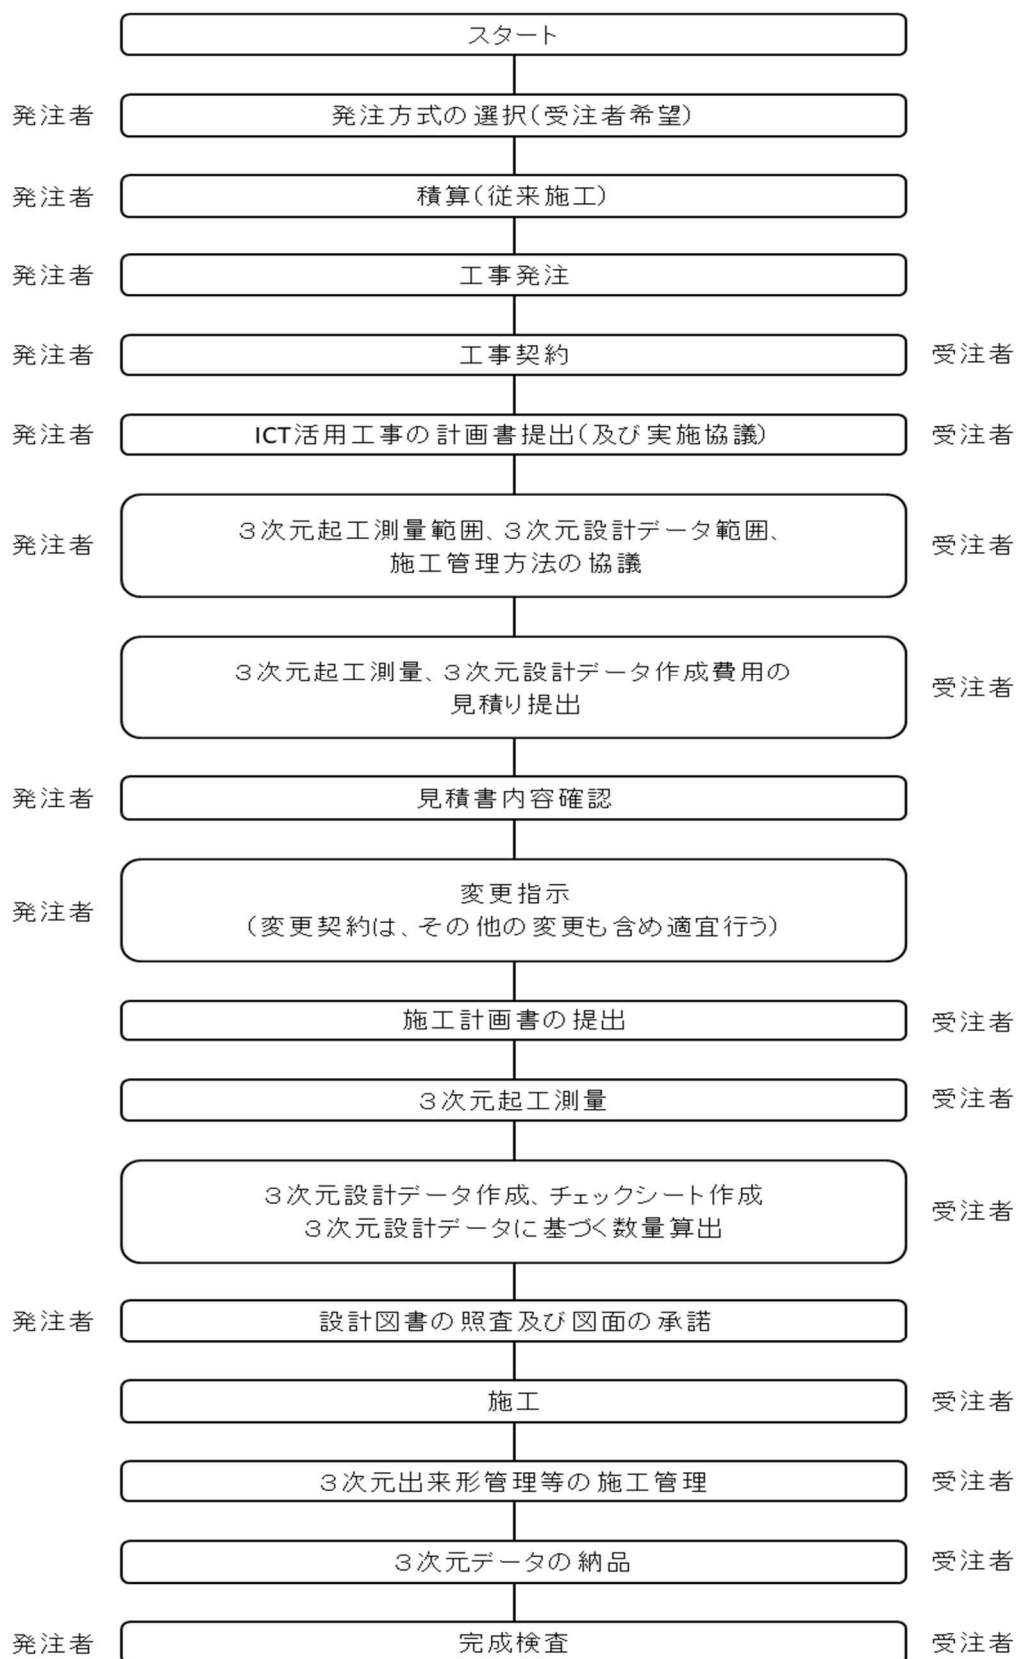 スタート
発注者 発注方式の選択(受注者希望)
発注者 積算(従来施工)
発注者 工事発注
発注者 工事契約 受注者
発注者 ICT活用工事の計画書提出(及び実施協議) 受注者
３次元起工測量範囲、３次元設計データ範囲、
発注者 施工管理方法の協議 受注者
３次元起工測量、３次元設計データ作成費用の
見積り提出 受注者
発注者 見積書内容確認
変更指示
発注者 (変更契約は、その他の変更も含め適宜行う)
施工計画書の提出 受注者
３次元起工測量 受注者
３次元設計データ作成、チェックシート作成
３次元設計データに基づく数量算出 受注者
発注者 設計図書の照査及び図面の承諾
施工 受注者
３次元出来形管理等の施工管理 受注者
３次元データの納品 受注者
発注者 完成検査 受注者